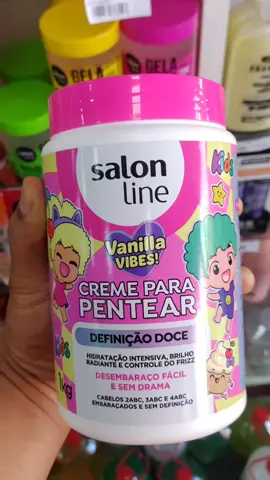 GELA
GELA
salon
line
Kids
Vanilla
VIBES!
CREME PARA
PENTEAR
DEFINIÇÃO DOCE
HIDRATAÇÃO INTENSIVA, BRILHO
RADIANTE E CONTROLE DO FRIZZ
DESEMBARAÇO FÁCIL
E SEM DRAMA
CABELOS 2ABC, 3ABC E 4ABC
EMBARAÇADOS E SEM DEFINIÇÃO
1kg